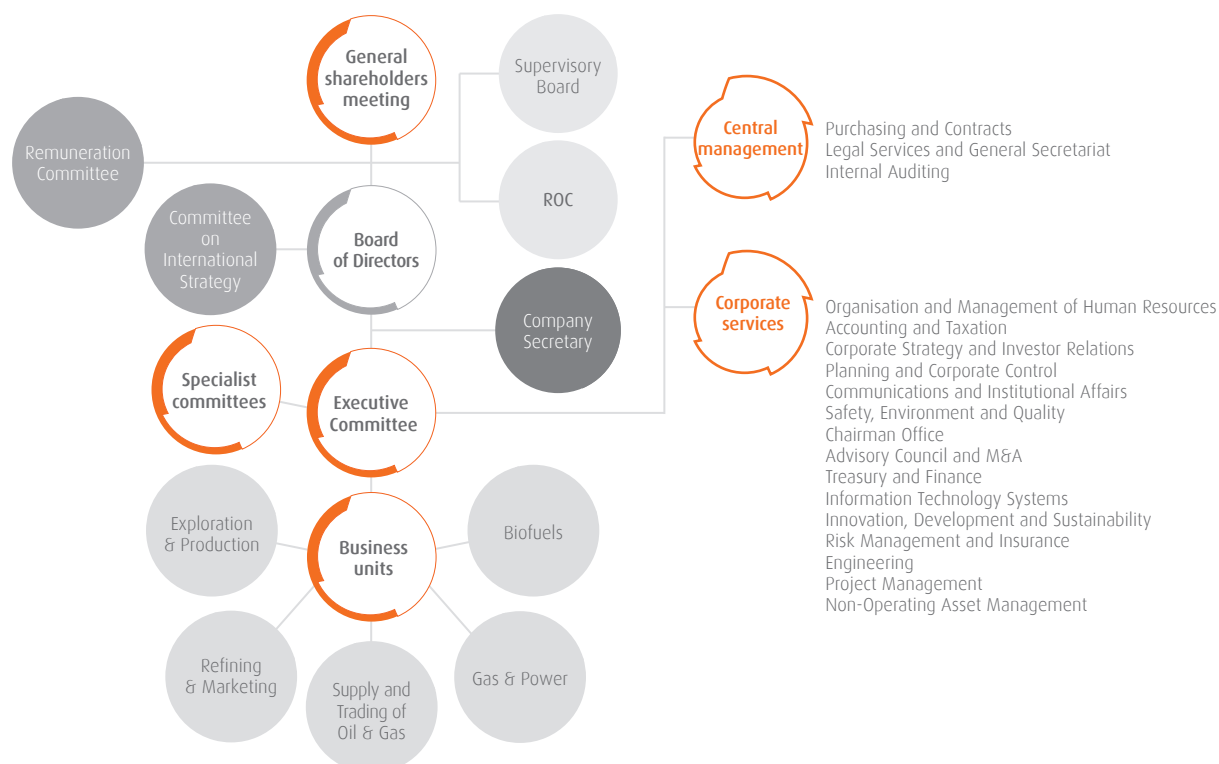 General
shareholders
meeting
Supervisory
Board
Remuneration
Committee
ROC
Committee
on
International
Strategy
Board
of Directors
Company
Secretary
Specialist
committees
Executive
Committee
Exploration
& Production
Business
units
Biofuels
Refining
& Marketing
Supply and
Trading of
Oil & Gas
Gas & Power
Central
management
Purchasing and Contracts
Legal Services and General Secretariat
Internal Auditing
Corporate
services
Organisation and Management of Human Resources
Accounting and Taxation
Corporate Strategy and Investor Relations
Planning and Corporate Control
Communications and Institutional Affairs
Safety, Environment and Quality
Chairman Office
Advisory Council and M&A
Treasury and Finance
Information Technology Systems
Innovation, Development and Sustainability
Risk Management and Insurance
Engineering
Project Management
Non-Operating Asset Management